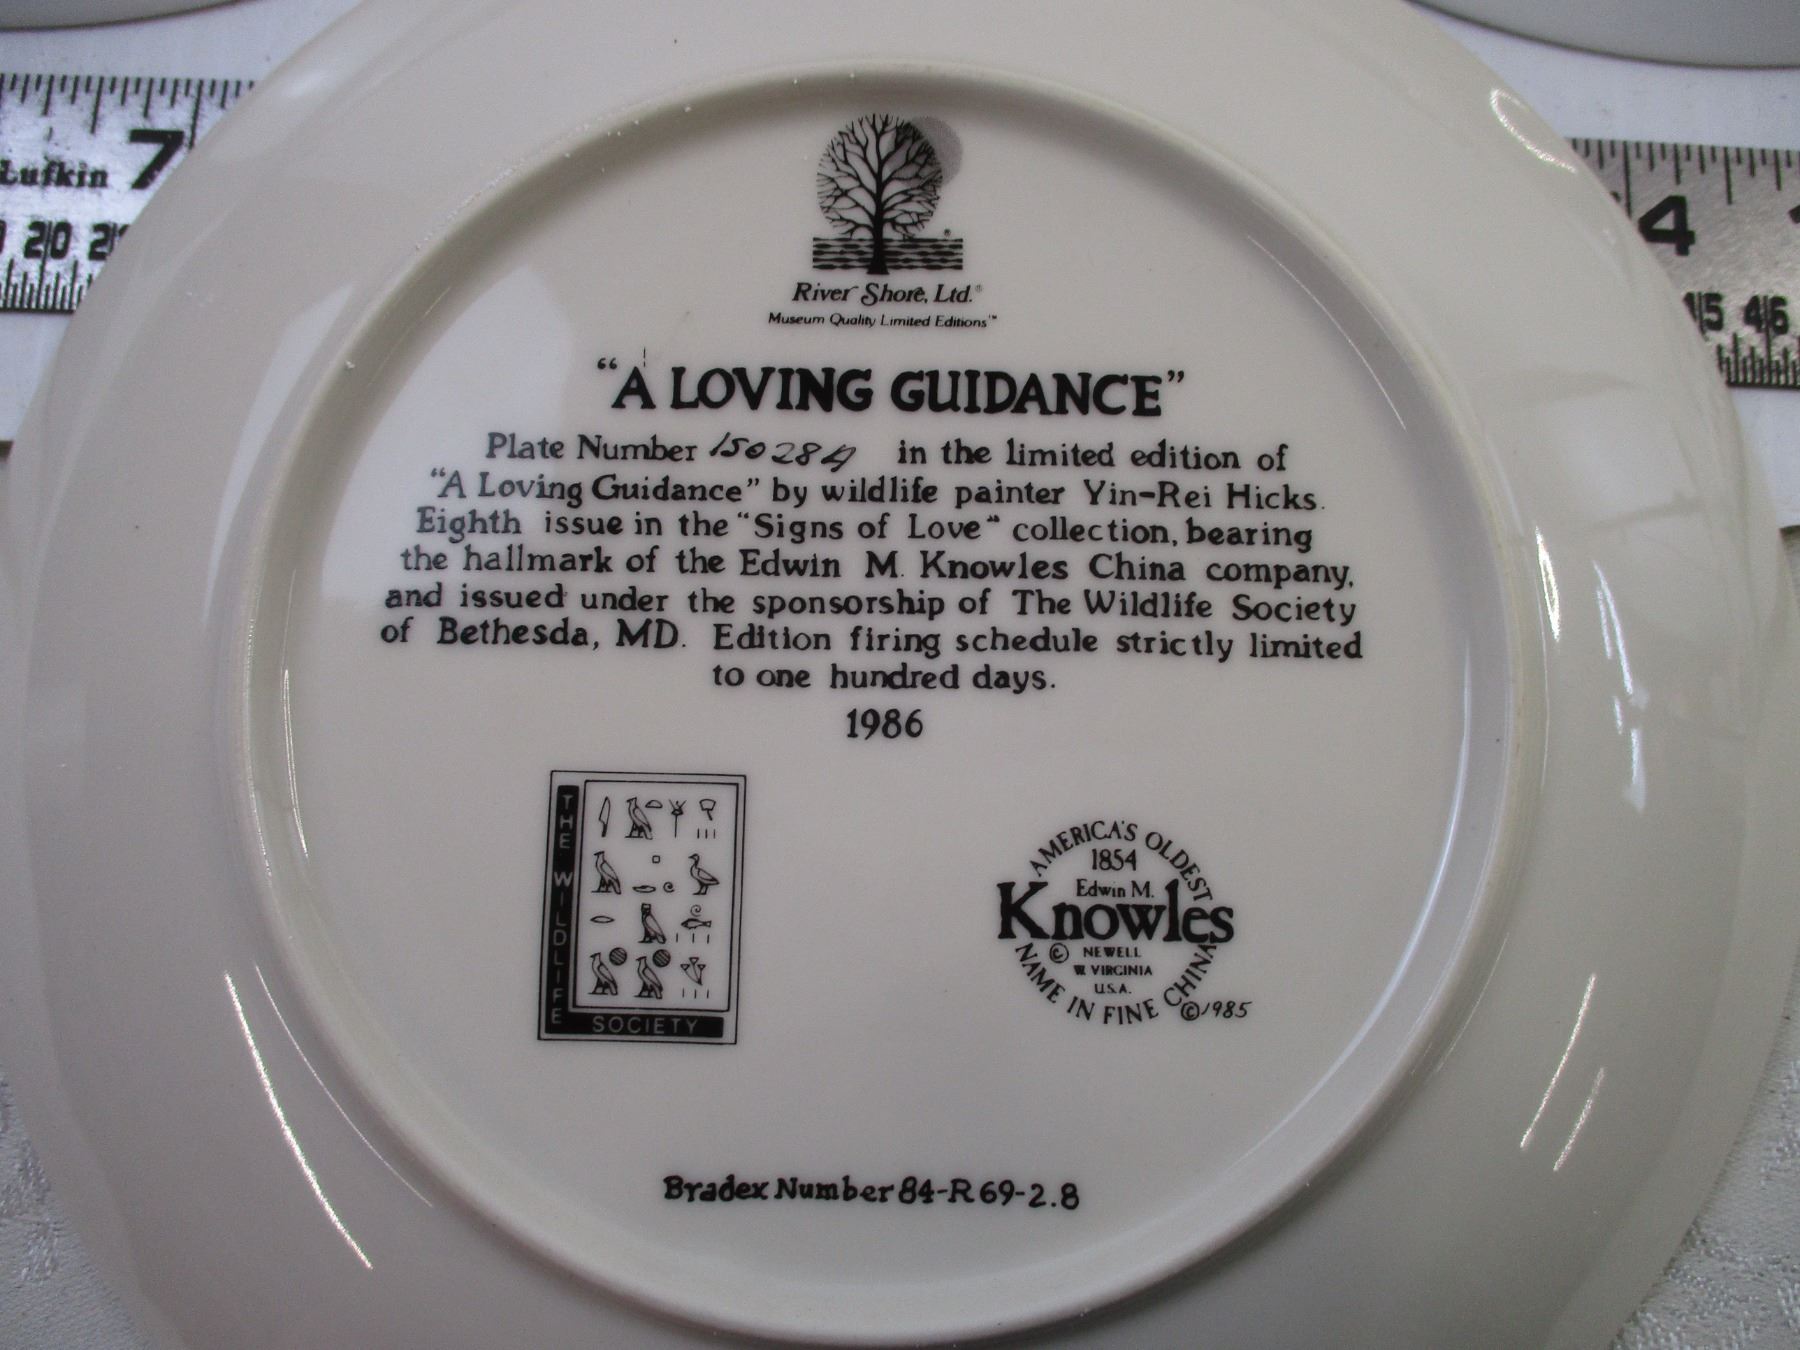 Lufkin 7
20
4
45 46
River Shore, Ltd.®
Museum Quality Limited Editions™
"A LOVING GUIDANCE"
Plate Number 15028A in the limited edition of
"A Loving Guidance" by wildlife painter Yin-Rei Hicks.
Eighth issue in the "Signs of Love" collection, bearing
the hallmark of the Edwin M. Knowles China company,
and issued under the sponsorship of The Wildlife Society
of Bethesda, MD. Edition firing schedule strictly limited
to one hundred days.
1986
THE WILDLIFE
SOCIETY
AMERICA'S OLDEST
1854
Edwin M.
Knowles
© NEWELL
W. VIRGINIA
U.S.A.
NAME IN FINE CHINA
©1985
Bradex Number 84-R69-2.8